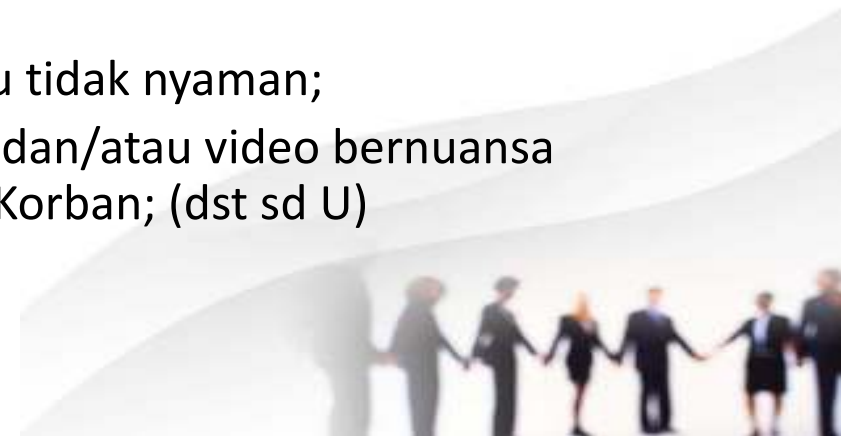 u tidak nyaman;
dan/atau video bernuansa
Korban; (dst sd U)